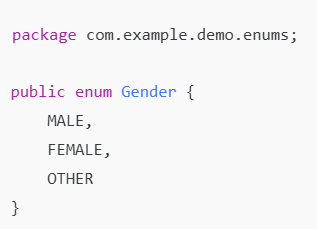 package com.example.demo.enums;

public enum Gender {
    MALE,
    FEMALE,
    OTHER
}